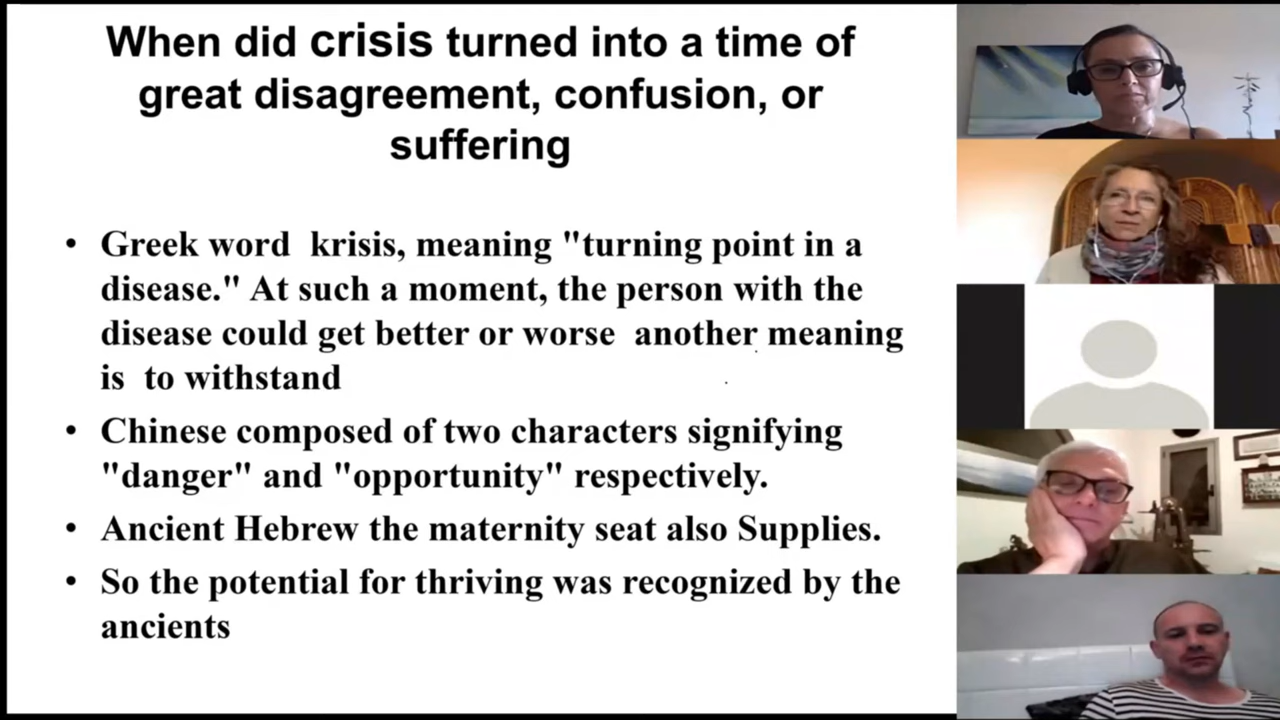 When did crisis turned into a time of
great disagreement, confusion, or
suffering
• Greek word krisis, meaning "turning point in a
disease." At such a moment, the person with the
disease could get better or worse another meaning
is to withstand
• Chinese composed of two characters signifying
"danger" and "opportunity" respectively.
• Ancient Hebrew the maternity seat also Supplies.
• So the potential for thriving was recognized by the
ancients